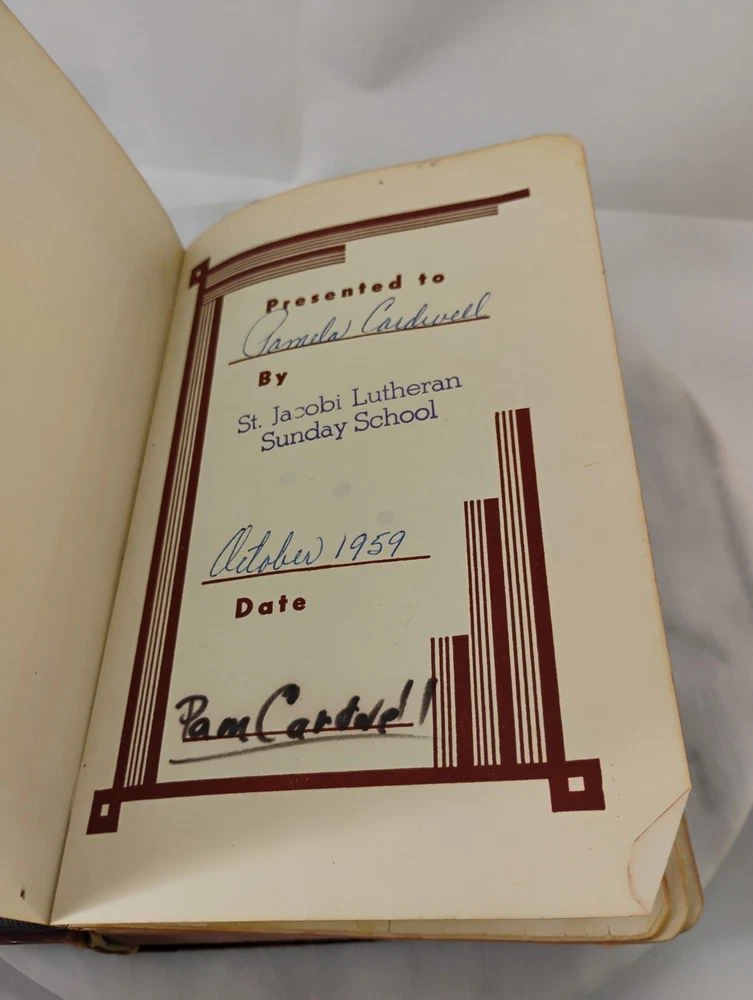 Presented to
Pamela Cardwell
By
St. Jacobi Lutheran
Sunday School
October 1959
Date
Pam Cardwell